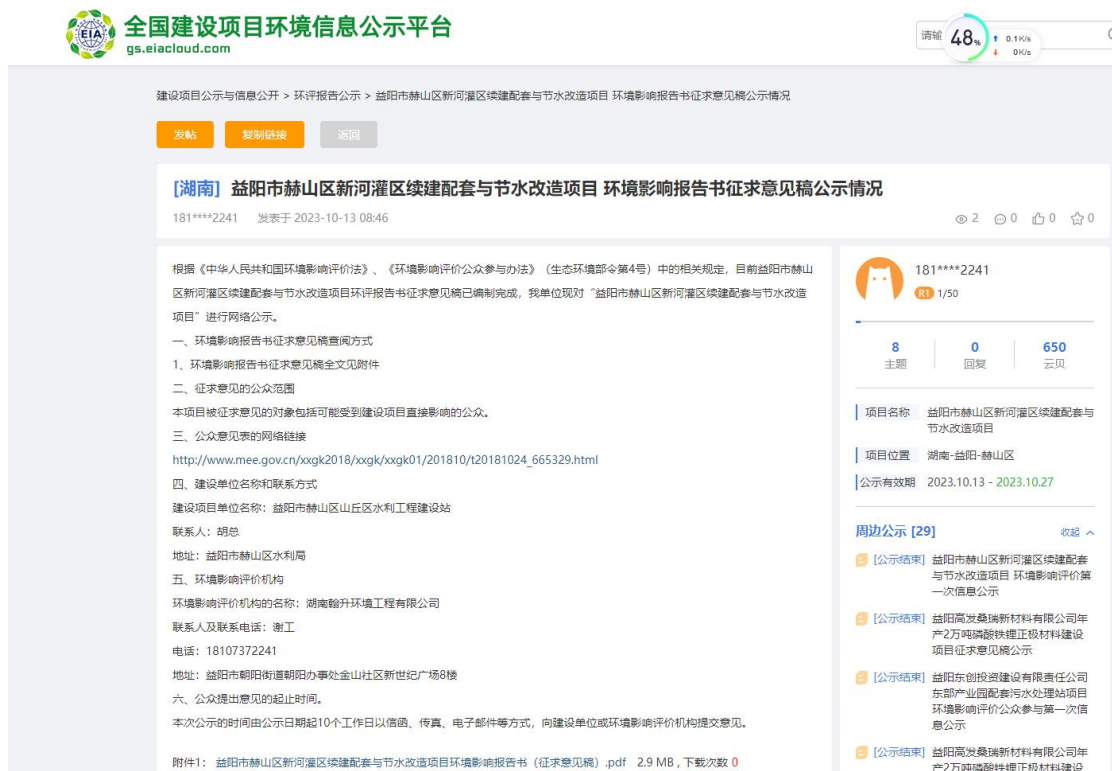 全国建设项目环境信息公示平台
gs.eiacloud.com
请输
48%
↑ 0.1K/s
↓ 0K/s
建设项目公示与信息公开 > 环评报告公示 > 益阳市赫山区新河灌区续建配套与节水改造项目 环境影响报告书征求意见稿公示情况
发帖
复制链接
返回
[湖南] 益阳市赫山区新河灌区续建配套与节水改造项目 环境影响报告书征求意见稿公示情况
181****2241 发表于 2023-10-13 08:46
2 0 0 0
根据《中华人民共和国环境影响评价法》、《环境影响评价公众参与办法》（生态环境部令第4号）中的相关规定，目前益阳市赫山
区新河灌区续建配套与节水改造项目环评报告书征求意见稿已编制完成，我单位现对“益阳市赫山区新河灌区续建配套与节水改造
项目”进行网络公示。
一、环境影响报告书征求意见稿查阅方式
1、环境影响报告书征求意见稿全文见附件
二、征求意见的公众范围
本项目被征求意见的对象包括可能受到建设项目直接影响的公众。
三、公众意见表的网络链接
http://www.mee.gov.cn/xxgk2018/xxgk/xxgk01/201810/t20181024_665329.html
四、建设单位名称和联系方式
建设项目单位名称：益阳市赫山区山丘区水利工程建设站
联系人：胡总
地址：益阳市赫山区水利局
五、环境影响评价机构
环境影响评价机构的名称：湖南翰升环境工程有限公司
联系人及联系电话：谢工
电话：18107372241
地址：益阳市朝阳街道朝阳办事处金山社区新世纪广场8楼
六、公众提出意见的起止时间。
本次公示的时间由公示日期起10个工作日以信函、传真、电子邮件等方式，向建设单位或环境影响评价机构提交意见。
附件1： 益阳市赫山区新河灌区续建配套与节水改造项目环境影响报告书（征求意见稿）.pdf 2.9 MB , 下载次数 0
181****2241
R1 1/50
8 0 650
主题 回复 云贝
项目名称 益阳市赫山区新河灌区续建配套与
节水改造项目
项目位置 湖南-益阳-赫山区
公示有效期 2023.10.13 - 2023.10.27
周边公示 [29] 收起
[公示结束] 益阳市赫山区新河灌区续建配套
与节水改造项目 环境影响评价第
一次信息公示
[公示结束] 益阳高发桑瑞新材料有限公司年
产2万吨磷酸铁锂正极材料建设
项目征求意见稿公示
[公示结束] 益阳东创投资建设有限责任公司
东部产业园配套污水处理站项目
环境影响评价公众参与第一次信
息公示
[公示结束] 益阳高发桑瑞新材料有限公司年
产2万吨磷酸铁锂正极材料建设